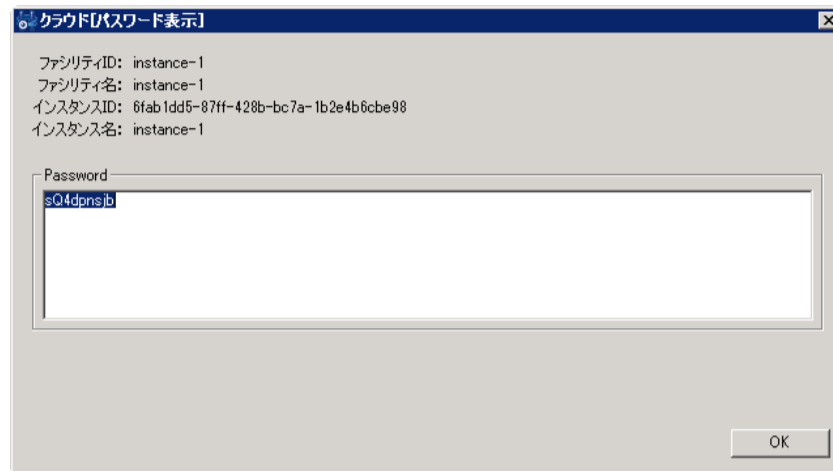 クラウド[パスワード表示]
ファシリティID: instance-1
ファシリティ名: instance-1
インスタンスID: 6fab1dd5-87ff-428b-bc7a-1b2e4b6cbe98
インスタンス名: instance-1
Password
sQ4dpnsjb
OK